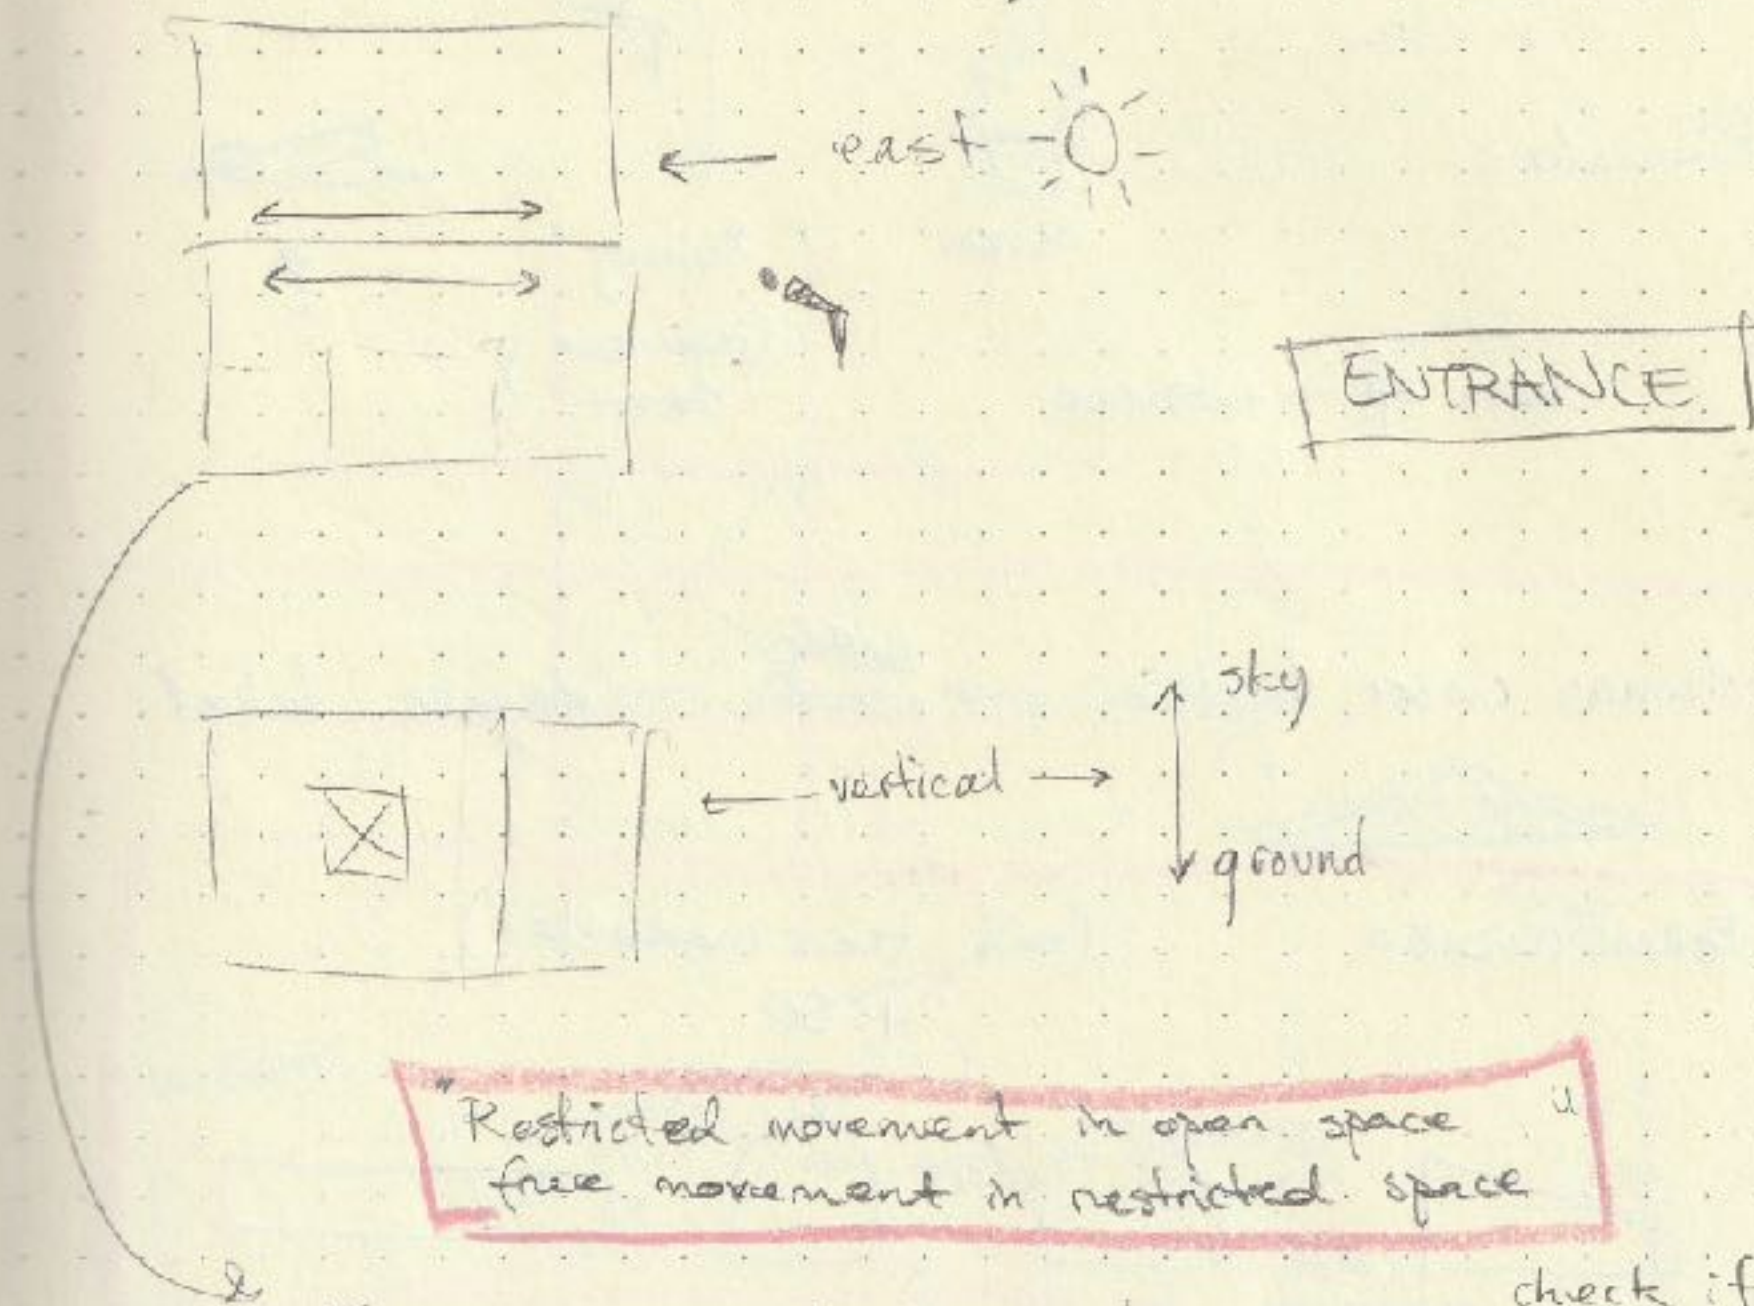 east
ENTRANCE
sky
vertical
ground
"Restricted movement in open space"
free movement in restricted space
check if